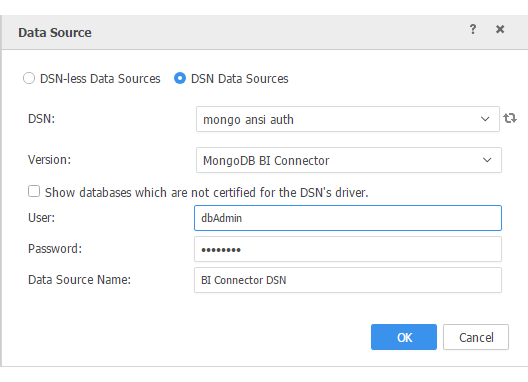 Data Source ? ×
DSN-less Data Sources DSN Data Sources
DSN: mongo ansi auth
Version: MongoDB BI Connector
Show databases which are not certified for the DSN's driver.
User: dbAdmin
Password: ••••••••
Data Source Name: BI Connector DSN
OK Cancel